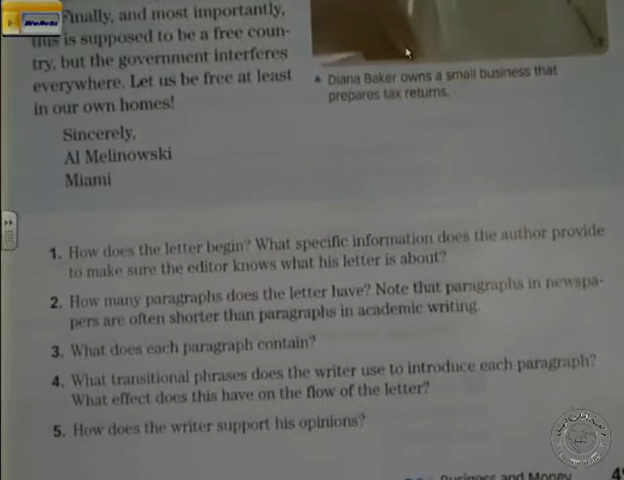 Finally, and most importantly,
this is supposed to be a free coun-
try, but the government interferes
everywhere. Let us be free at least
in our own homes!
Sincerely,
Al Melinowski
Miami
▲ Diana Baker owns a small business that
prepares tax returns.
1. How does the letter begin? What specific information does the author provide
to make sure the editor knows what his letter is about?
2. How many paragraphs does the letter have? Note that paragraphs in newspa-
pers are often shorter than paragraphs in academic writing.
3. What does each paragraph contain?
4. What transitional phrases does the writer use to introduce each paragraph?
What effect does this have on the flow of the letter?
5. How does the writer support his opinions?
Business and Money
AVerMedia